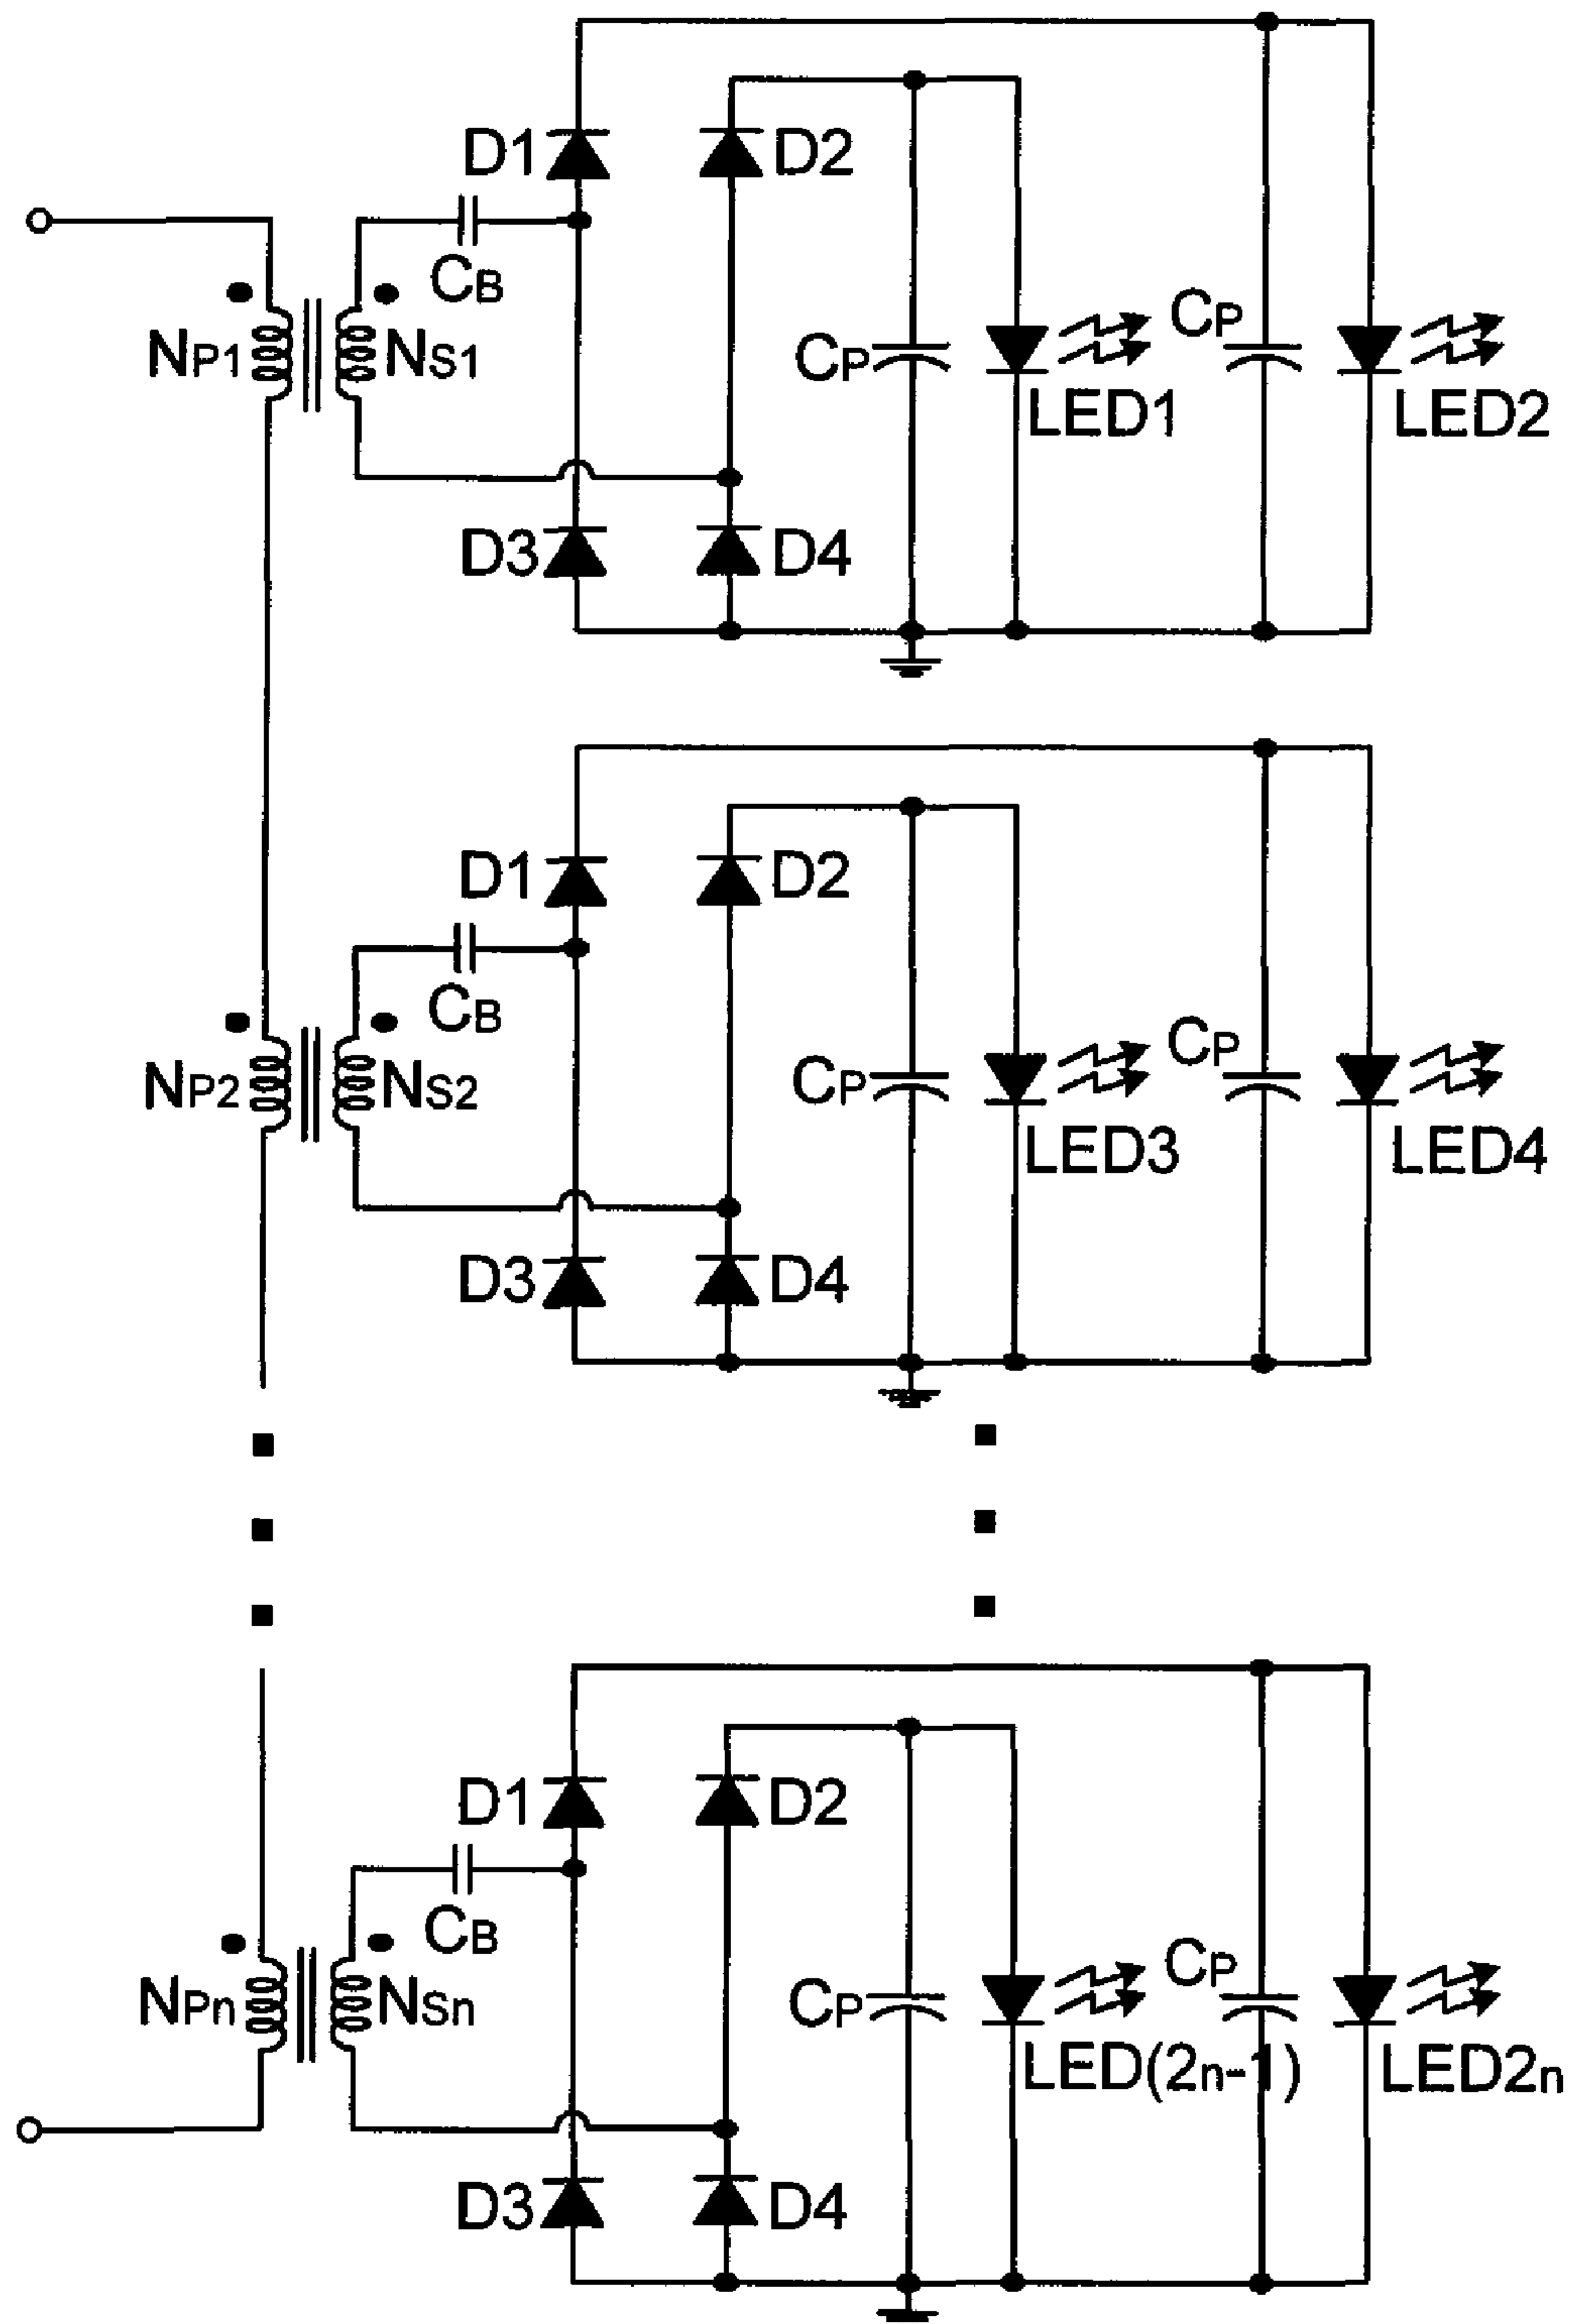 D1 D2
CB
NP1 NS1 CP LED1 CP LED2
D3 D4
D1 D2
CB
NP2 NS2 CP LED3 CP LED4
D3 D4
D1 D2
CB
NPn NSn CP LED(2n-1) CP LED2n
D3 D4